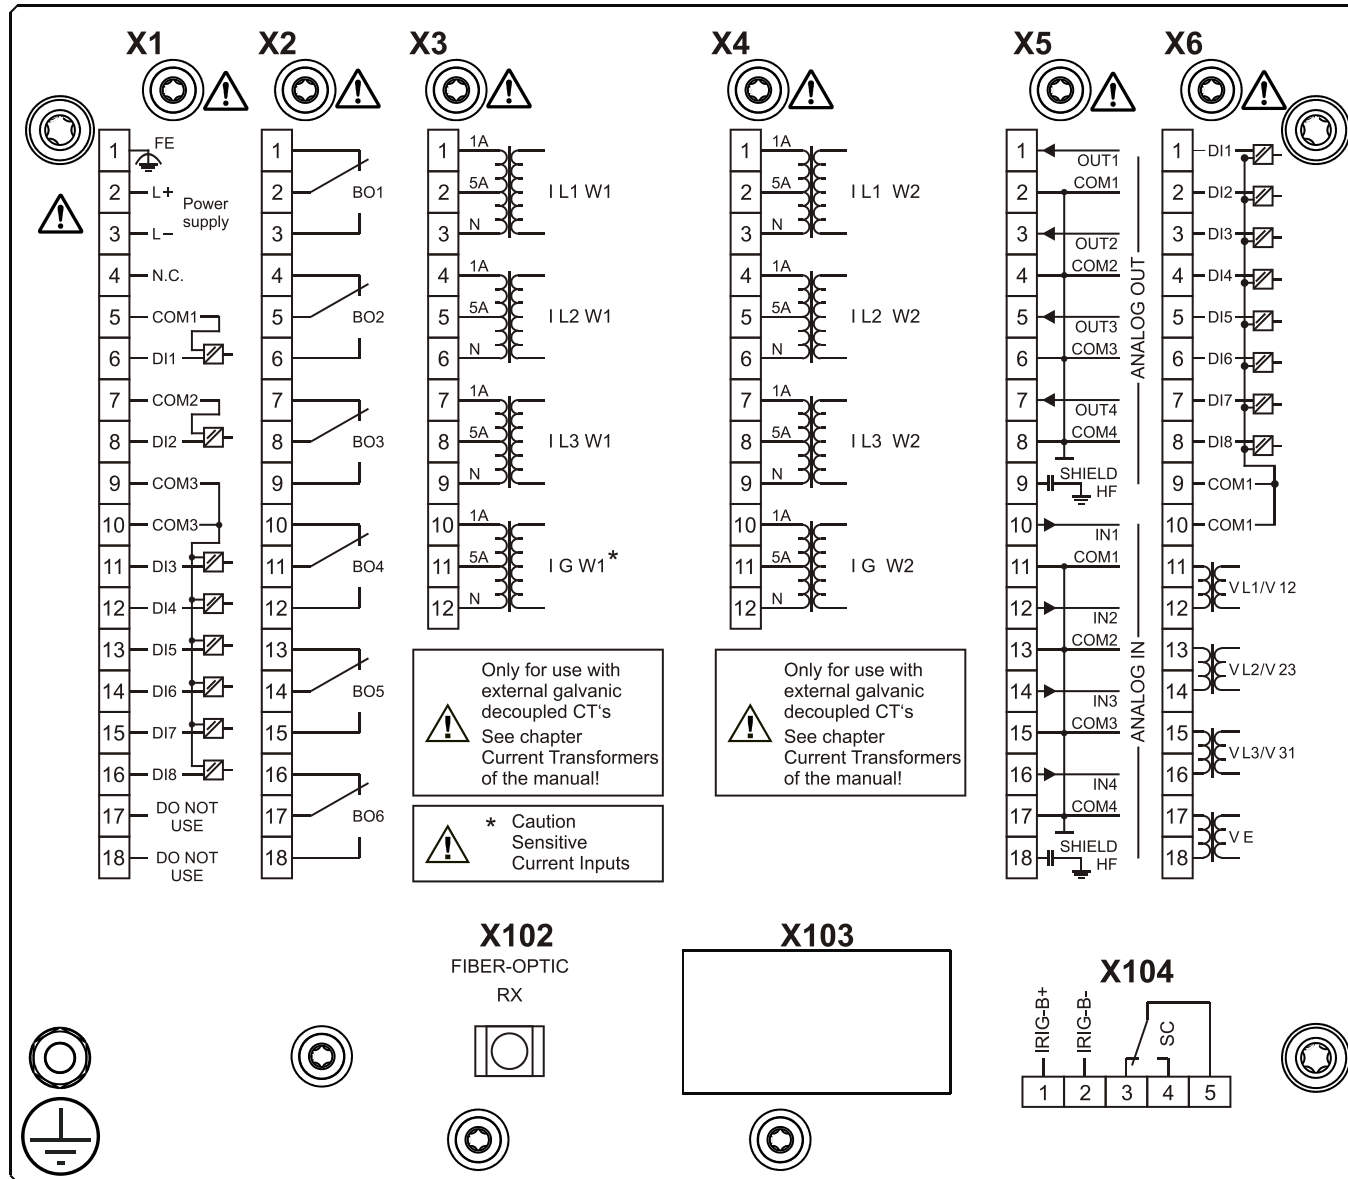 X1
X2
X3
X4
X5
X6
1 FE
2 L+
Power
supply
3 L−
4 N.C.
5 COM1
6 DI1
7 COM2
8 DI2
9 COM3
10 COM3
11 DI3
12 DI4
13 DI5
14 DI6
15 DI7
16 DI8
17 DO NOT
USE
18 DO NOT
USE
1
2 BO1
3
4
5 BO2
6
7
8 BO3
9
10
11 BO4
12
13
14 BO5
15
16
17 BO6
18
1 1A
2 5A I L1 W1
3 N
4 1A
5 5A I L2 W1
6 N
7 1A
8 5A I L3 W1
9 N
10 1A
11 5A I G W1*
12 N
Only for use with
external galvanic
decoupled CT's
See chapter
Current Transformers
of the manual!
* Caution
Sensitive
Current Inputs
1 1A
2 5A I L1 W2
3 N
4 1A
5 5A I L2 W2
6 N
7 1A
8 5A I L3 W2
9 N
10 1A
11 5A I G W2
12 N
Only for use with
external galvanic
decoupled CT's
See chapter
Current Transformers
of the manual!
1 OUT1
2 COM1
3 OUT2
4 COM2
5 OUT3
6 COM3
7 OUT4
8 COM4
9 SHIELD
HF
ANALOG OUT
10 IN1
11 COM1
12 IN2
13 COM2
14 IN3
15 COM3
16 IN4
17 COM4
18 SHIELD
HF
ANALOG IN
1 DI1
2 DI2
3 DI3
4 DI4
5 DI5
6 DI6
7 DI7
8 DI8
9 COM1
10 COM1
11
V L1/V 12
12
13
V L2/V 23
14
15
V L3/V 31
16
17
V E
18
X102
FIBER-OPTIC
RX
X103
X104
IRIG-B+
IRIG-B-
SC
1 2 3 4 5